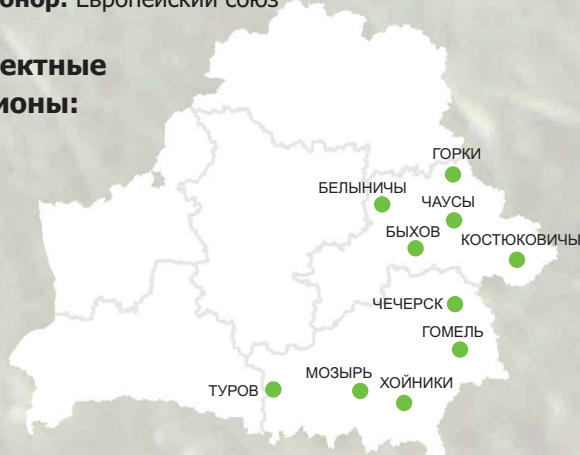 онор: Европейский союз
ектные
ионы:
ГОРКИ
БЕЛЫНИЧЫ
ЧАУСЫ
БЫХОВ
КОСТЮКОВИЧЫ
ЧЕЧЕРСК
ГОМЕЛЬ
МОЗЫРЬ
ХОЙНИКИ
ТУРОВ